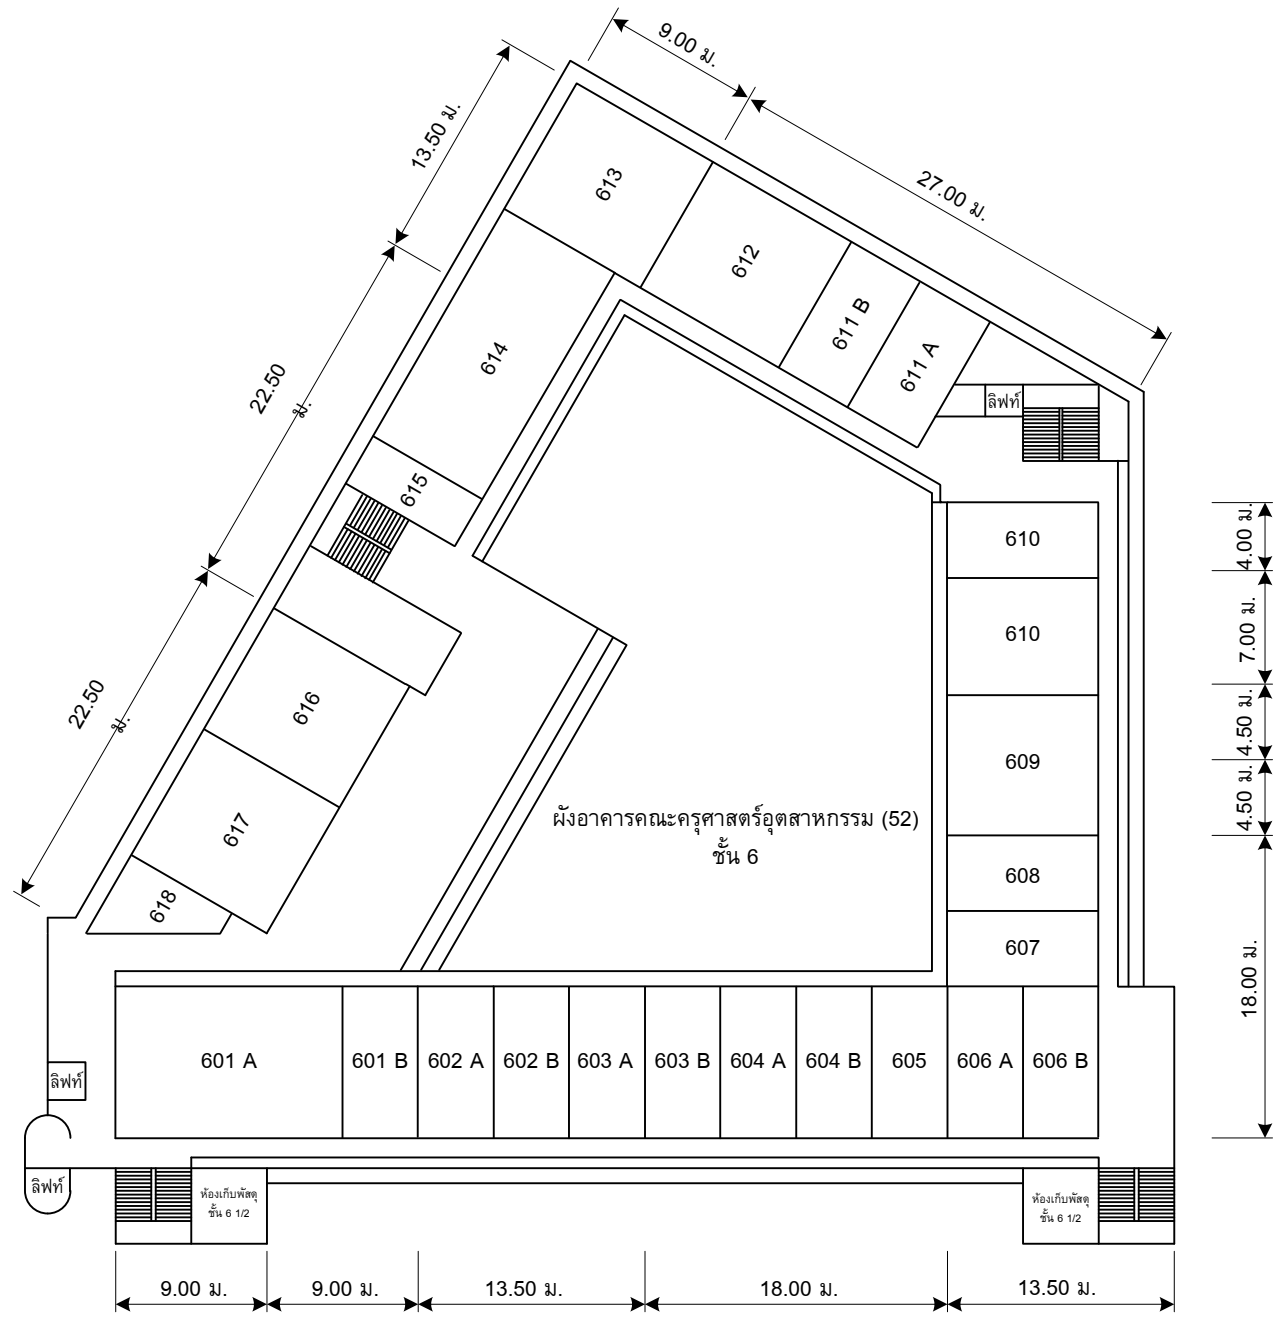 9.00 ม.
27.00 ม.
13.50 ม.
22.50 ม.
22.50 ม.
613
612
611 B
611 A
ลิฟท์
614
615
616
617
618
610
610
609
608
607
4.00 ม.
7.00 ม.
4.50 ม.
4.50 ม.
18.00 ม.
ผังอาคารคณะครุศาสตร์อุตสาหกรรม (52)
ชั้น 6
601 A
601 B
602 A
602 B
603 A
603 B
604 A
604 B
605
606 A
606 B
ลิฟท์
ลิฟท์
ห้องเก็บพัสดุ
ชั้น 6 1/2
ห้องเก็บพัสดุ
ชั้น 6 1/2
9.00 ม.
9.00 ม.
13.50 ม.
18.00 ม.
13.50 ม.